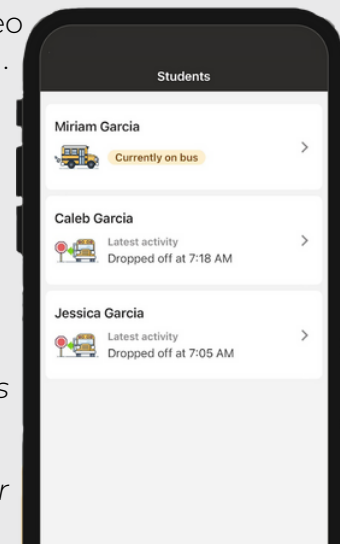 eo
.
Students
Miriam Garcia
Currently on bus
Caleb Garcia
Latest activity
Dropped off at 7:18 AM
Jessica Garcia
Latest activity
Dropped off at 7:05 AM
s
r